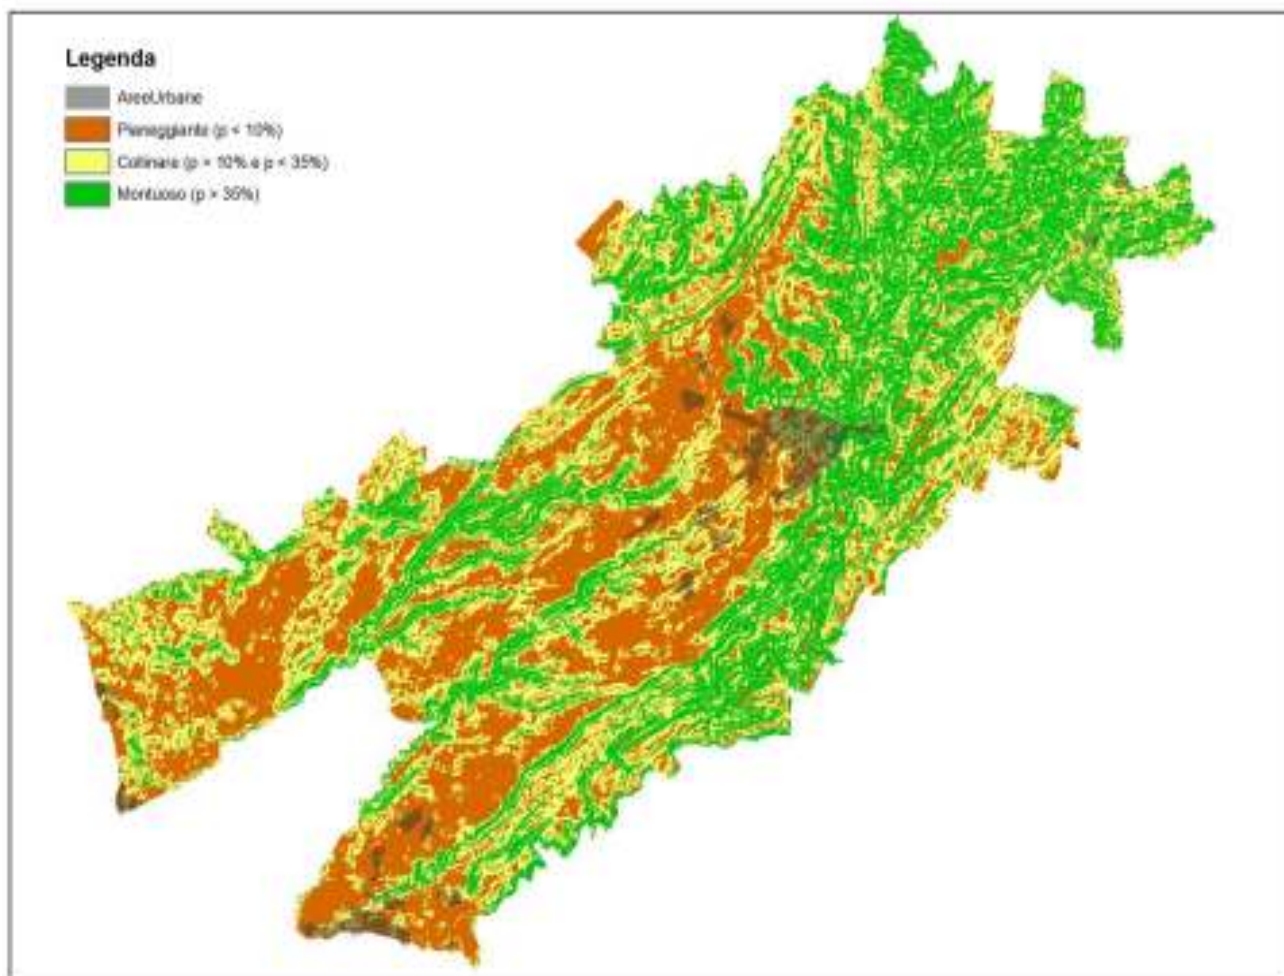 Legenda
AreeUrbane
Pianeggiante (p < 10%)
Collinare (p > 10% e p < 35%)
Montuoso (p > 35%)